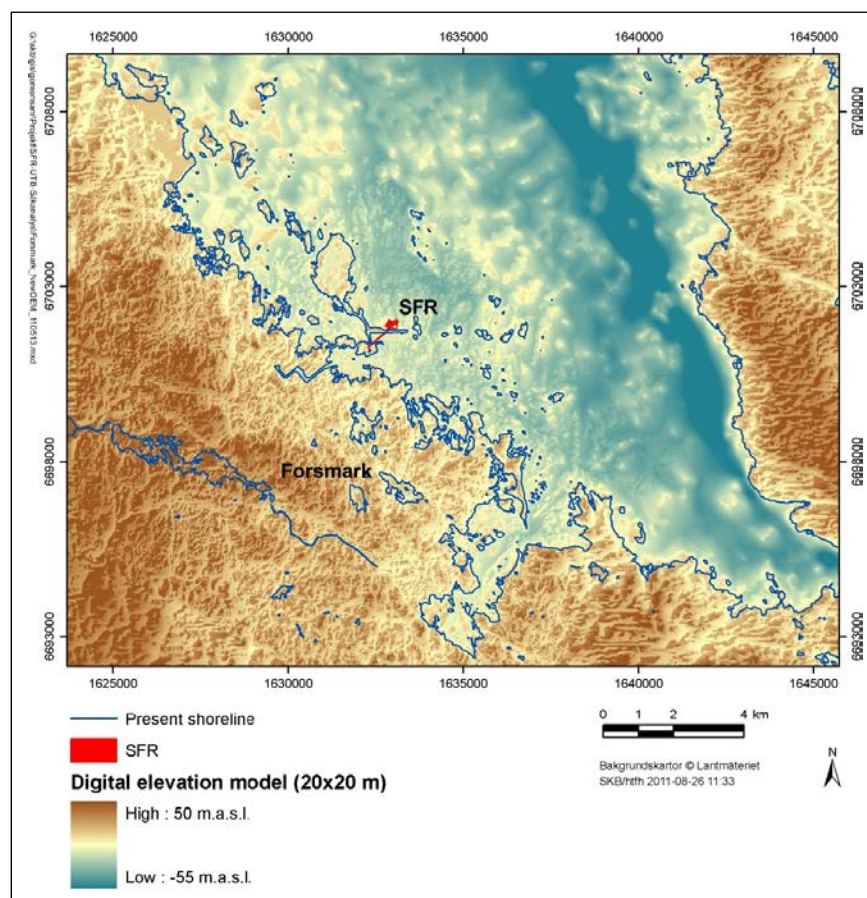 1625000 1630000 1635000 1640000 1645000
6708000 6708000
6703000 6703000
SFR
6698000 6698000
Forsmark
6693000 6693000
1625000 1630000 1635000 1640000 1645000
Present shoreline
SFR
Digital elevation model (20x20 m)
High : 50 m.a.s.l.
Low : -55 m.a.s.l.
0 1 2 4 km
Bakgrundskartor © Lantmäteriet
SKB/htfh 2011-08-26 11:33
N